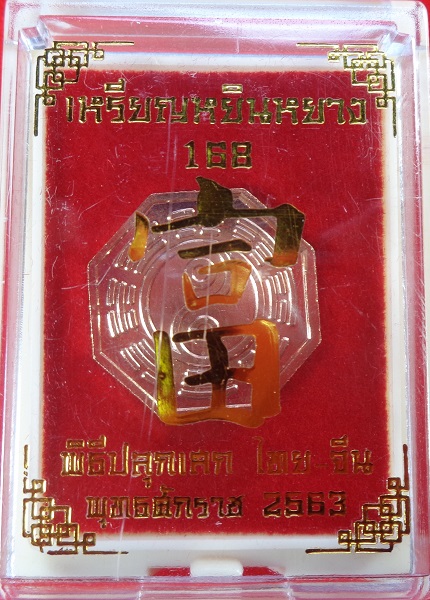 เหรียญหยินหยาง
168
富
พิธีปลุกเสก ไทย-จีน
พุทธศักราช 2563